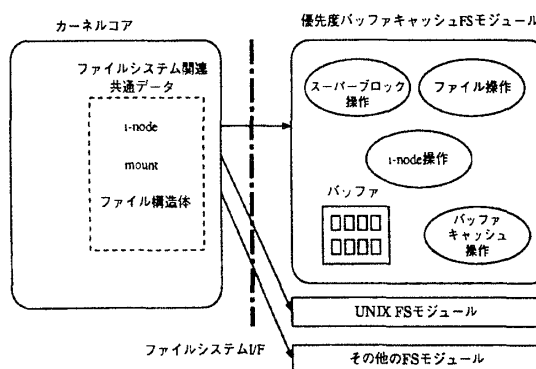 カーネルコア
ファイルシステム関連
共通データ
i-node
mount
ファイル構造体
ファイルシステムI/F
優先度バッファキャッシュFSモジュール
スーパーブロック
操作
ファイル操作
i-node操作
バッファ
バッファ
キャッシュ
操作
UNIX FSモジュール
その他のFSモジュール